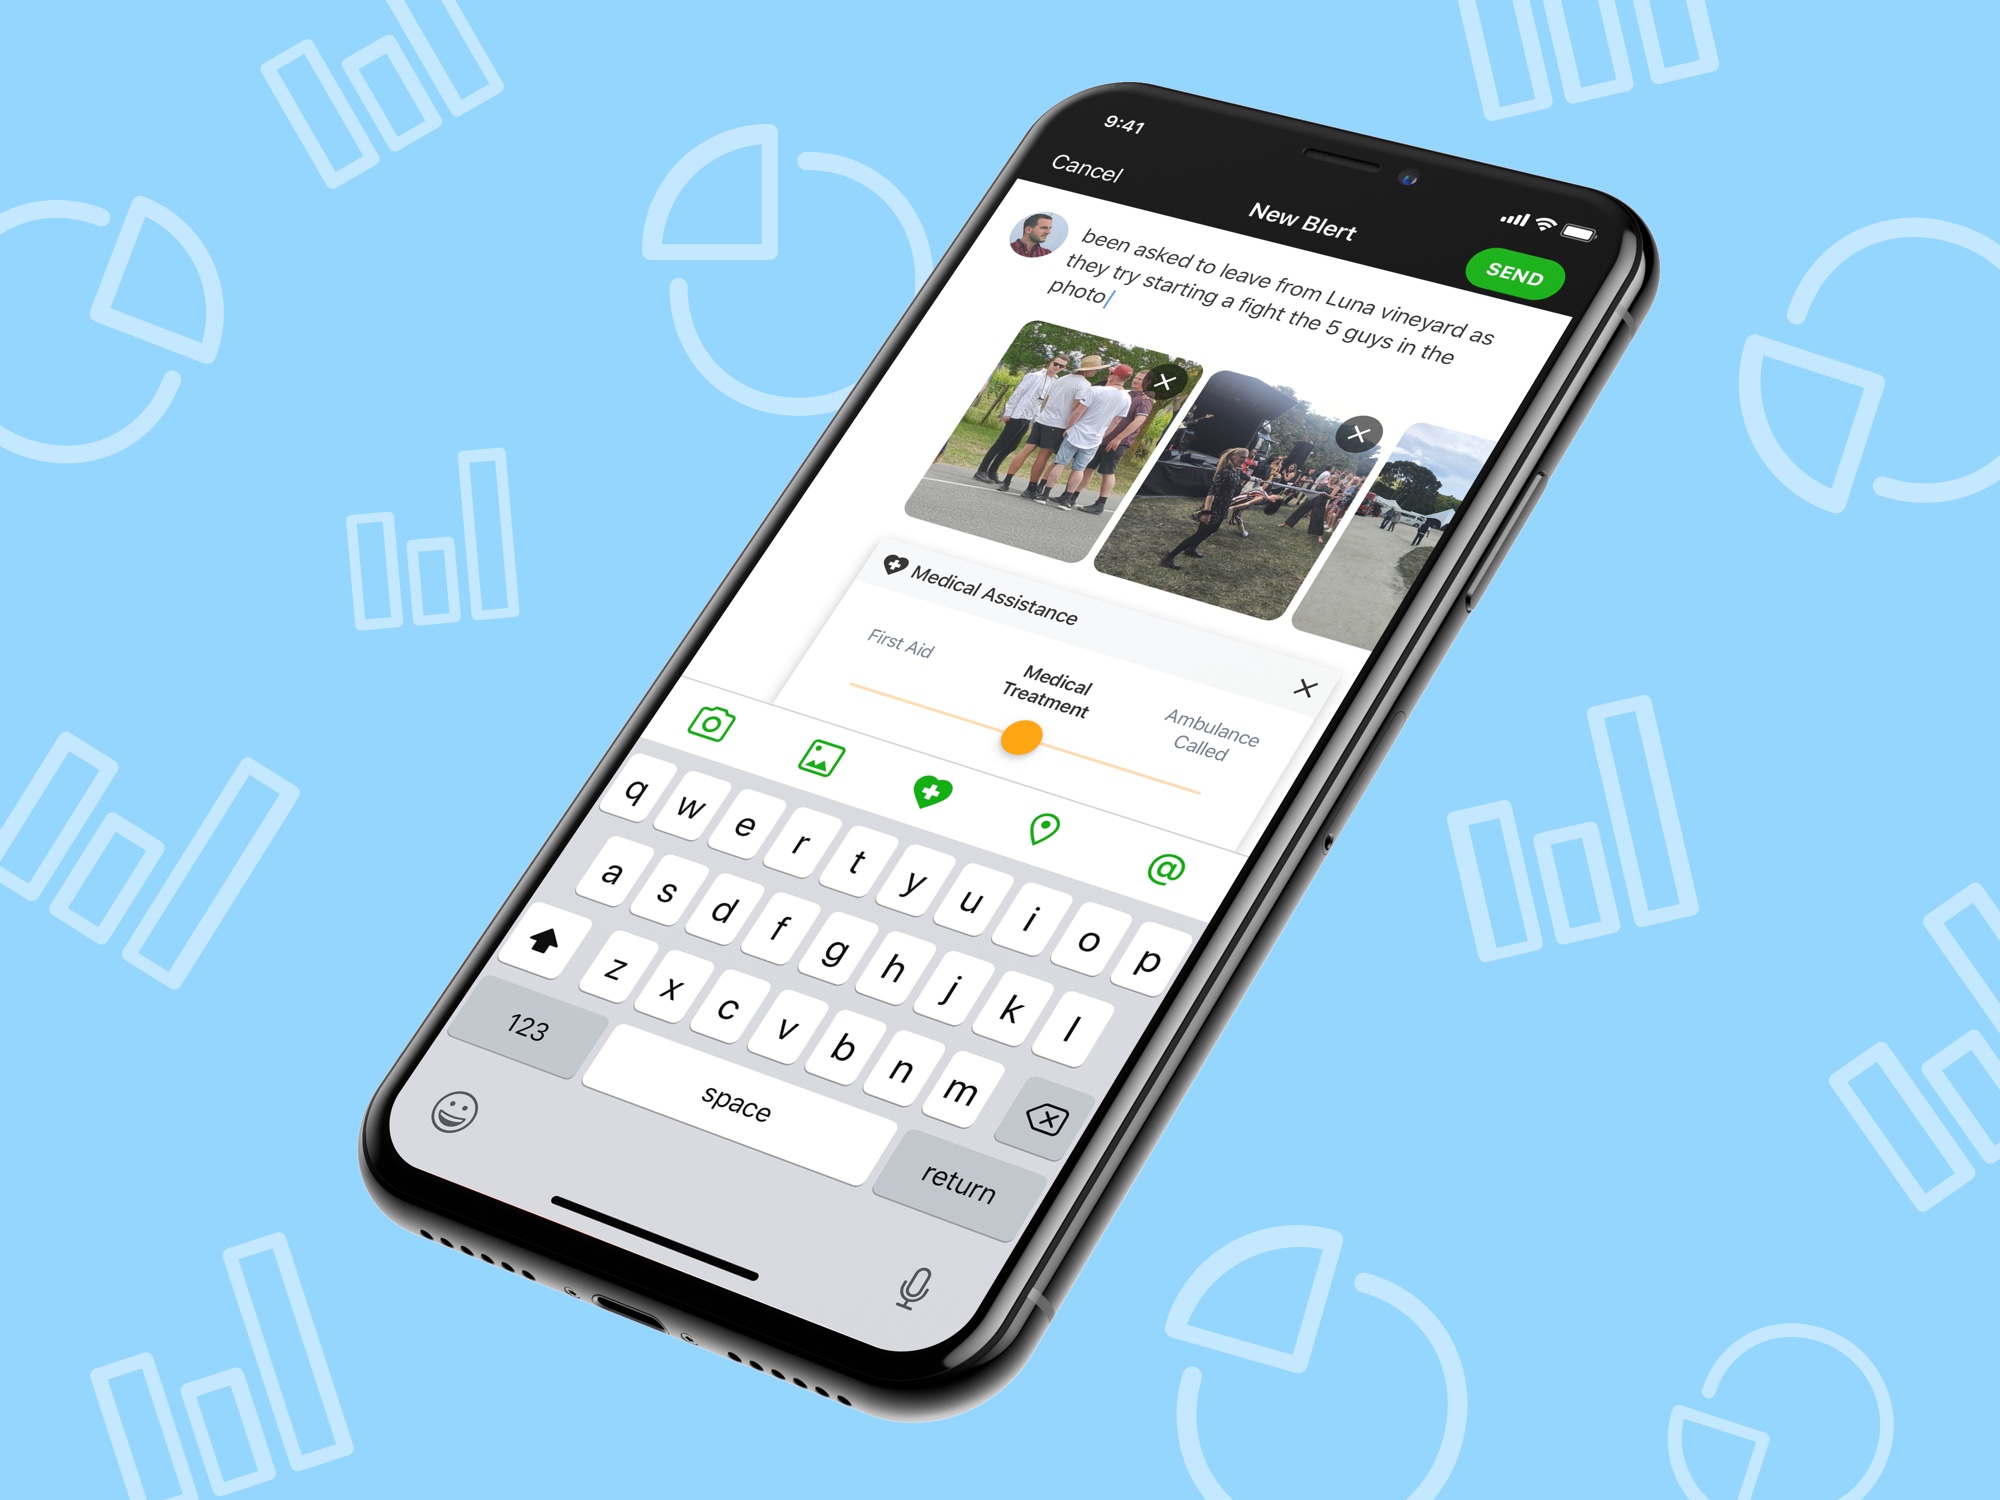 9:41
Cancel
New Blert
SEND
been asked to leave from Luna vineyard as
they try starting a fight the 5 guys in the
photo
Medical Assistance
First Aid
Medical
Treatment
Ambulance
Called
@
q w e r t y u i o p
a s d f g h j k l
z x c v b n m
123
space
return